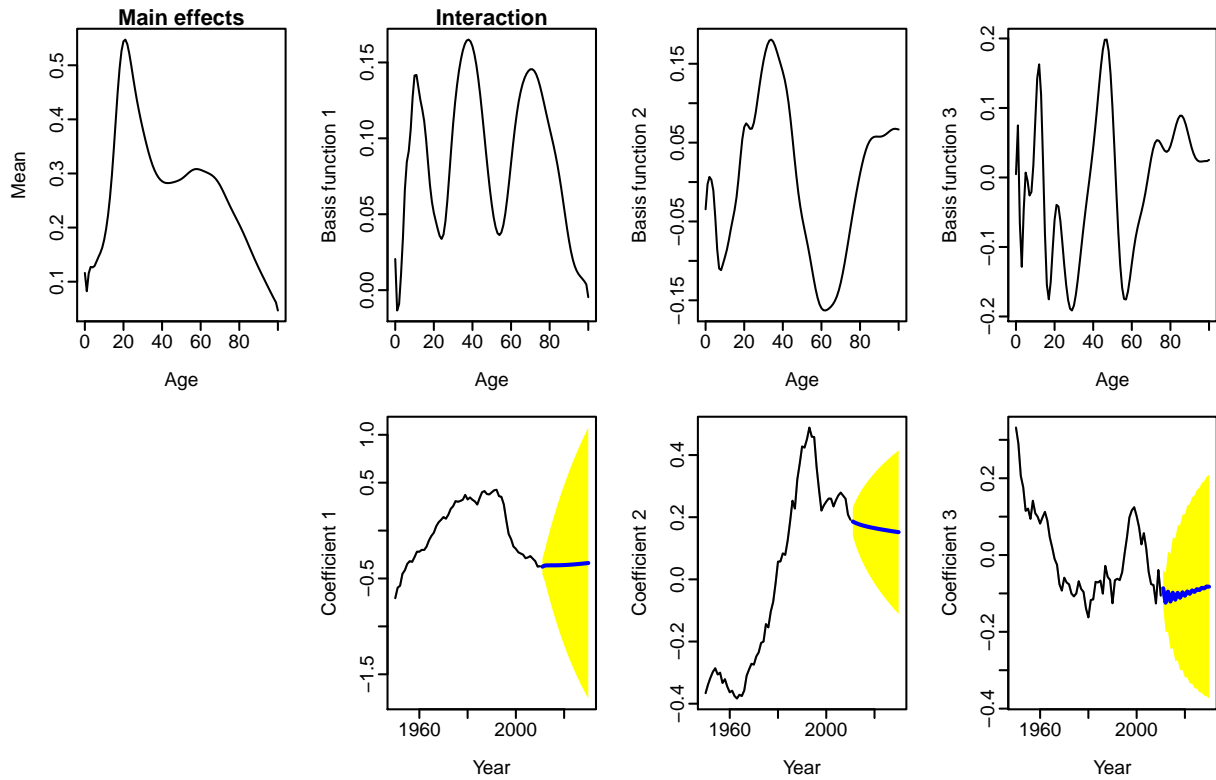 Main effects
Interaction
Mean
0.1 0.2 0.3 0.4 0.5
0 20 40 60 80
Age
Basis function 1
0.00 0.05 0.10 0.15
0 20 40 60 80
Age
Basis function 2
−0.15 −0.05 0.05 0.15
0 20 40 60 80
Age
Basis function 3
−0.2 −0.1 0.0 0.1 0.2
0 20 40 60 80
Age
Coefficient 1
−1.5 −0.5 0.5 1.0
1960 2000
Year
Coefficient 2
−0.4 −0.2 0.0 0.2 0.4
1960 2000
Year
Coefficient 3
−0.4 −0.2 0.0 0.2
1960 2000
Year